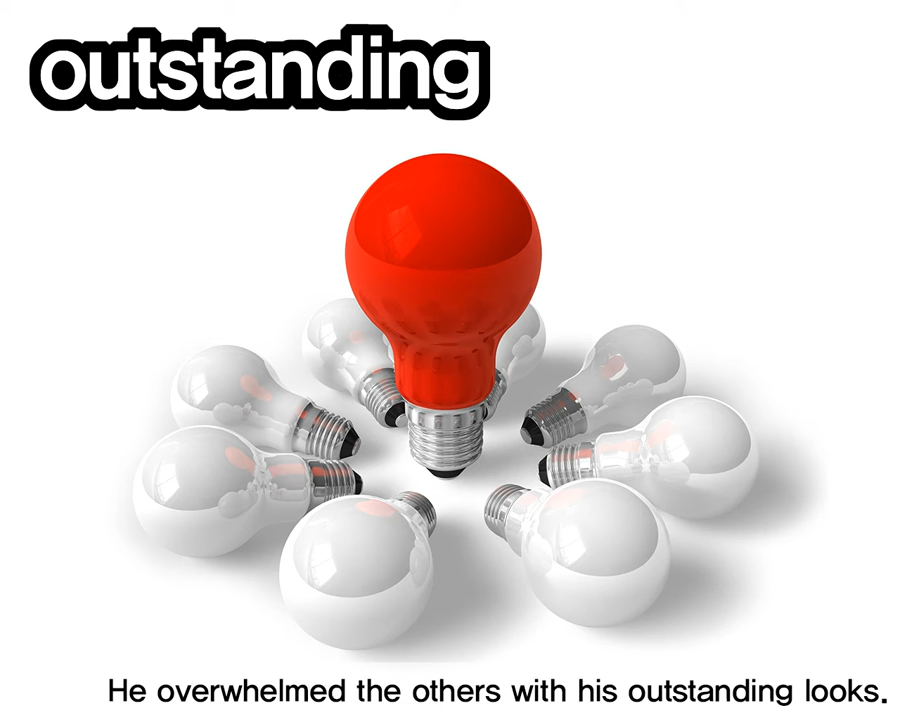 outstanding
He overwhelmed the others with his outstanding looks.